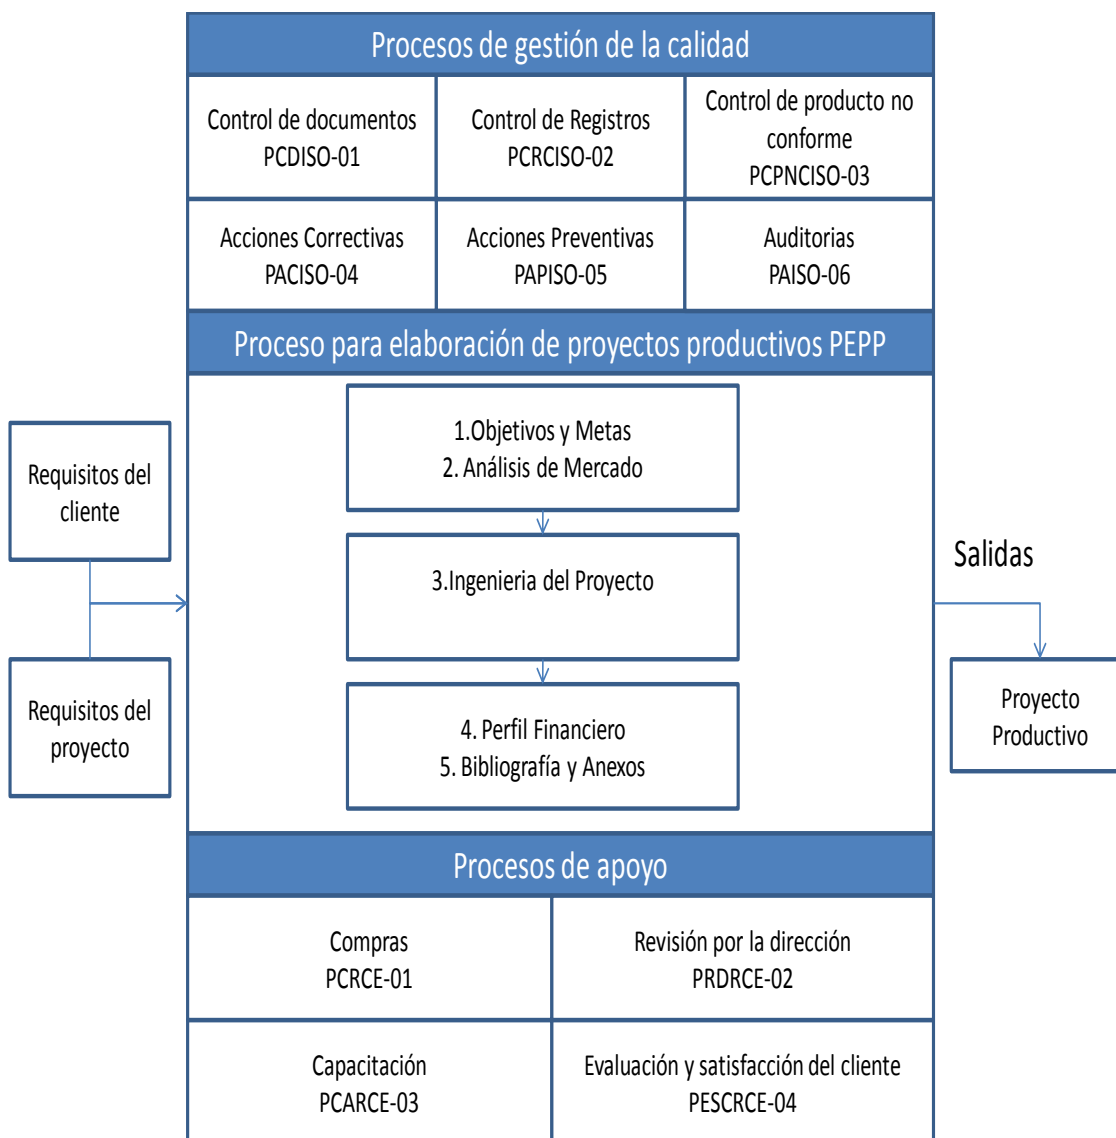 Procesos de gestión de la calidad
Control de documentos
PCDISO-01
Control de Registros
PCRCISO-02
Control de producto no
conforme
PCPNCISO-03
Acciones Correctivas
PACISO-04
Acciones Preventivas
PAPISO-05
Auditorias
PAISO-06
Proceso para elaboración de proyectos productivos PEPP
Requisitos del
cliente
Requisitos del
proyecto
1.Objetivos y Metas
2. Análisis de Mercado
3.Ingenieria del Proyecto
4. Perfil Financiero
5. Bibliografía y Anexos
Salidas
Proyecto
Productivo
Procesos de apoyo
Compras
PCRCE-01
Revisión por la dirección
PRDRCE-02
Capacitación
PCARCE-03
Evaluación y satisfacción del cliente
PESCRCE-04